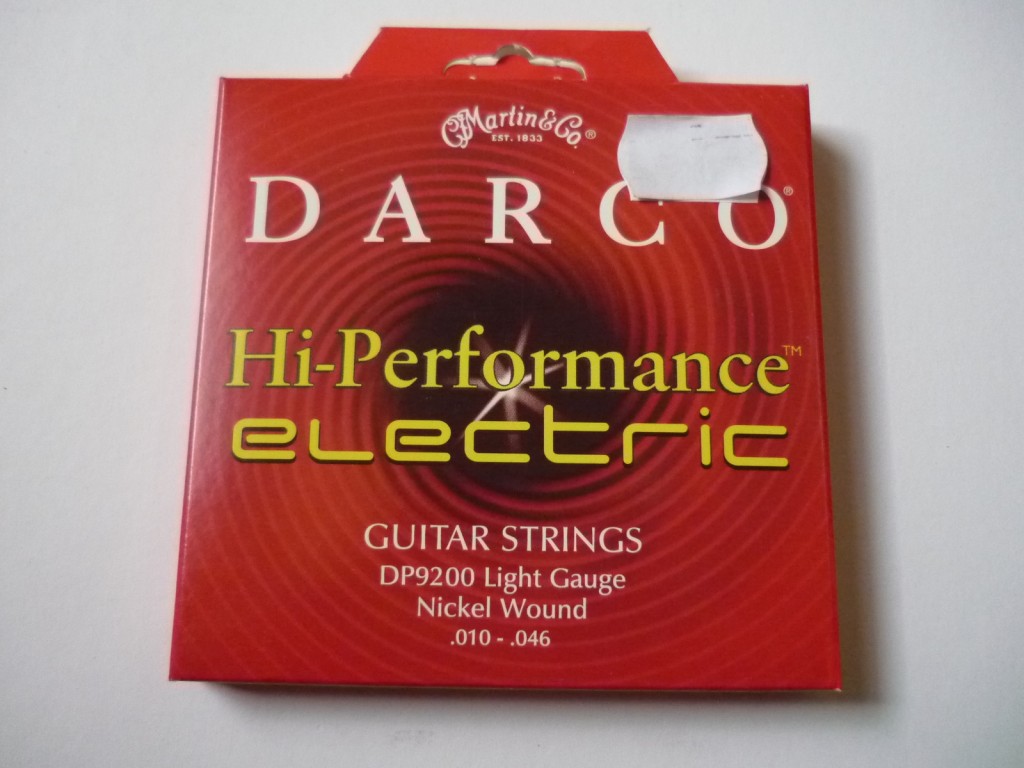 CFMartin & Co.®
EST. 1833
DARCO®
Hi-Performance™
electric
GUITAR STRINGS
DP9200 Light Gauge
Nickel Wound
.010 - .046